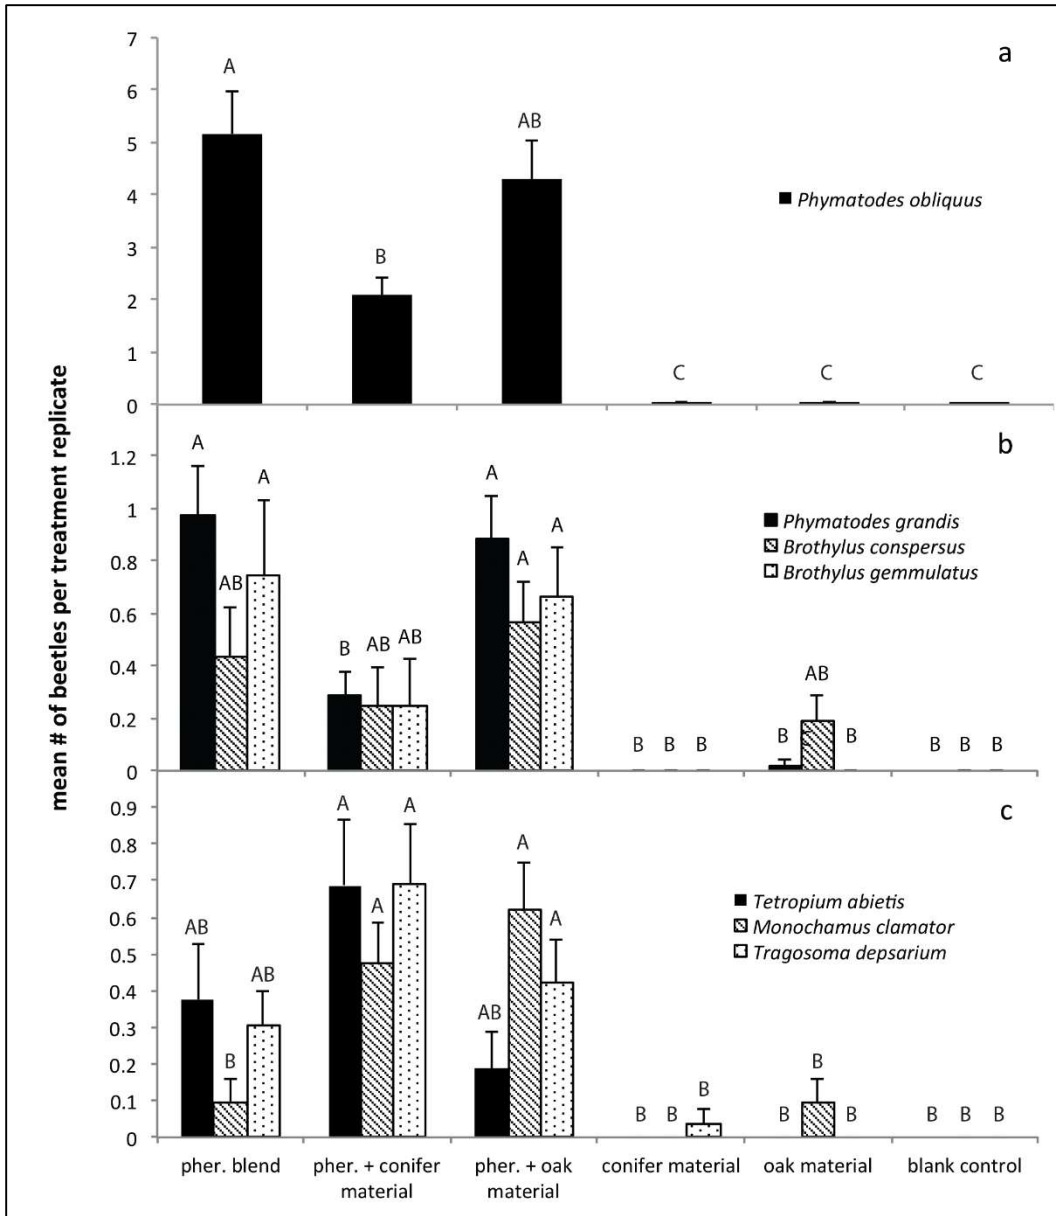 mean # of beetles per treatment replicate
a
7
6
5
4
3
2
1
0
A
B
AB
C
C
C
Phymatodes obliquus
b
1.2
1
0.8
0.6
0.4
0.2
0
A
AB
A
B
AB
AB
A
A
A
B B B
B
AB
B
B B B
Phymatodes grandis
Brothylus conspersus
Brothylus gemmulatus
c
0.9
0.8
0.7
0.6
0.5
0.4
0.3
0.2
0.1
0
AB
B
AB
A
A
A
AB
A
A
B B
B
B
B
B
B B B
Tetropium abietis
Monochamus clamator
Tragosoma depsarium
pher. blend
pher. + conifer
material
pher. + oak
material
conifer material
oak material
blank control